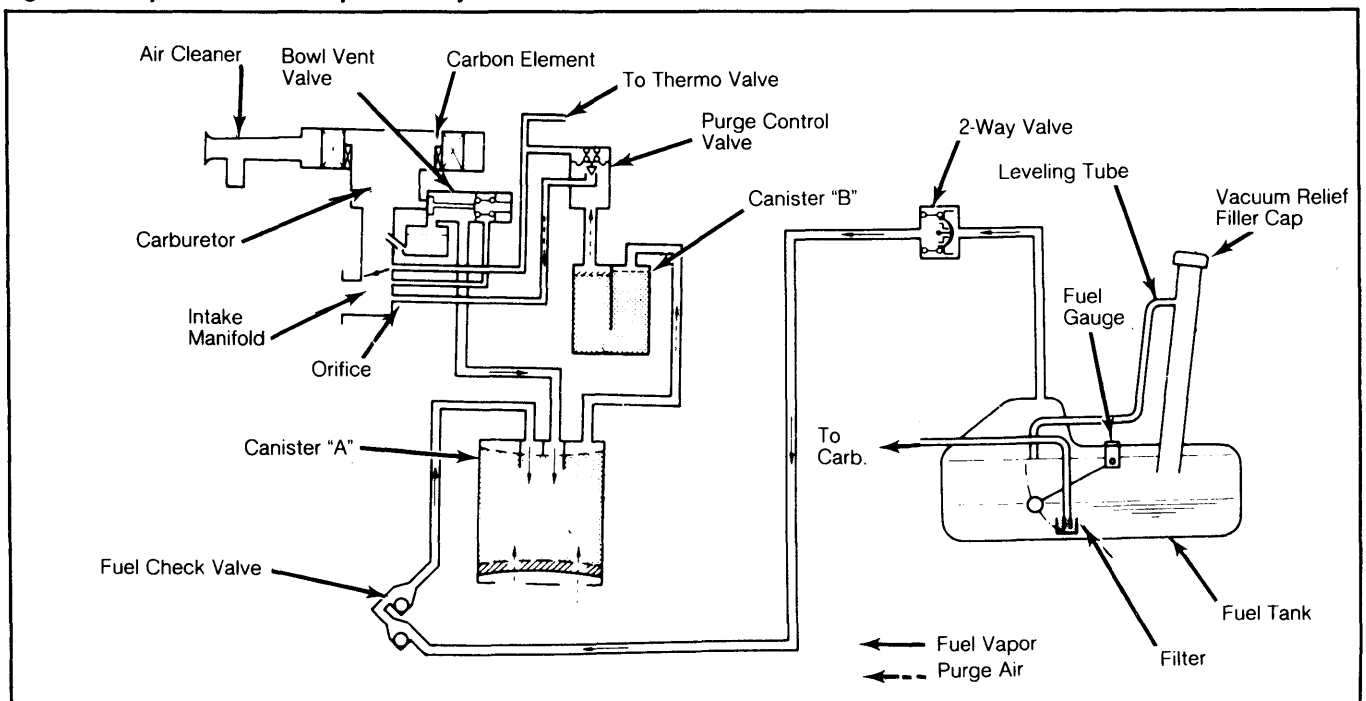 Air Cleaner
Bowl Vent
Valve
Carbon Element
To Thermo Valve
Purge Control
Valve
2-Way Valve
Leveling Tube
Vacuum Relief
Filler Cap
Canister "B"
Carburetor
Fuel
Gauge
Intake
Manifold
Orifice
To
Carb.
Canister "A"
Fuel Check Valve
Fuel Tank
Filter
Fuel Vapor
Purge Air